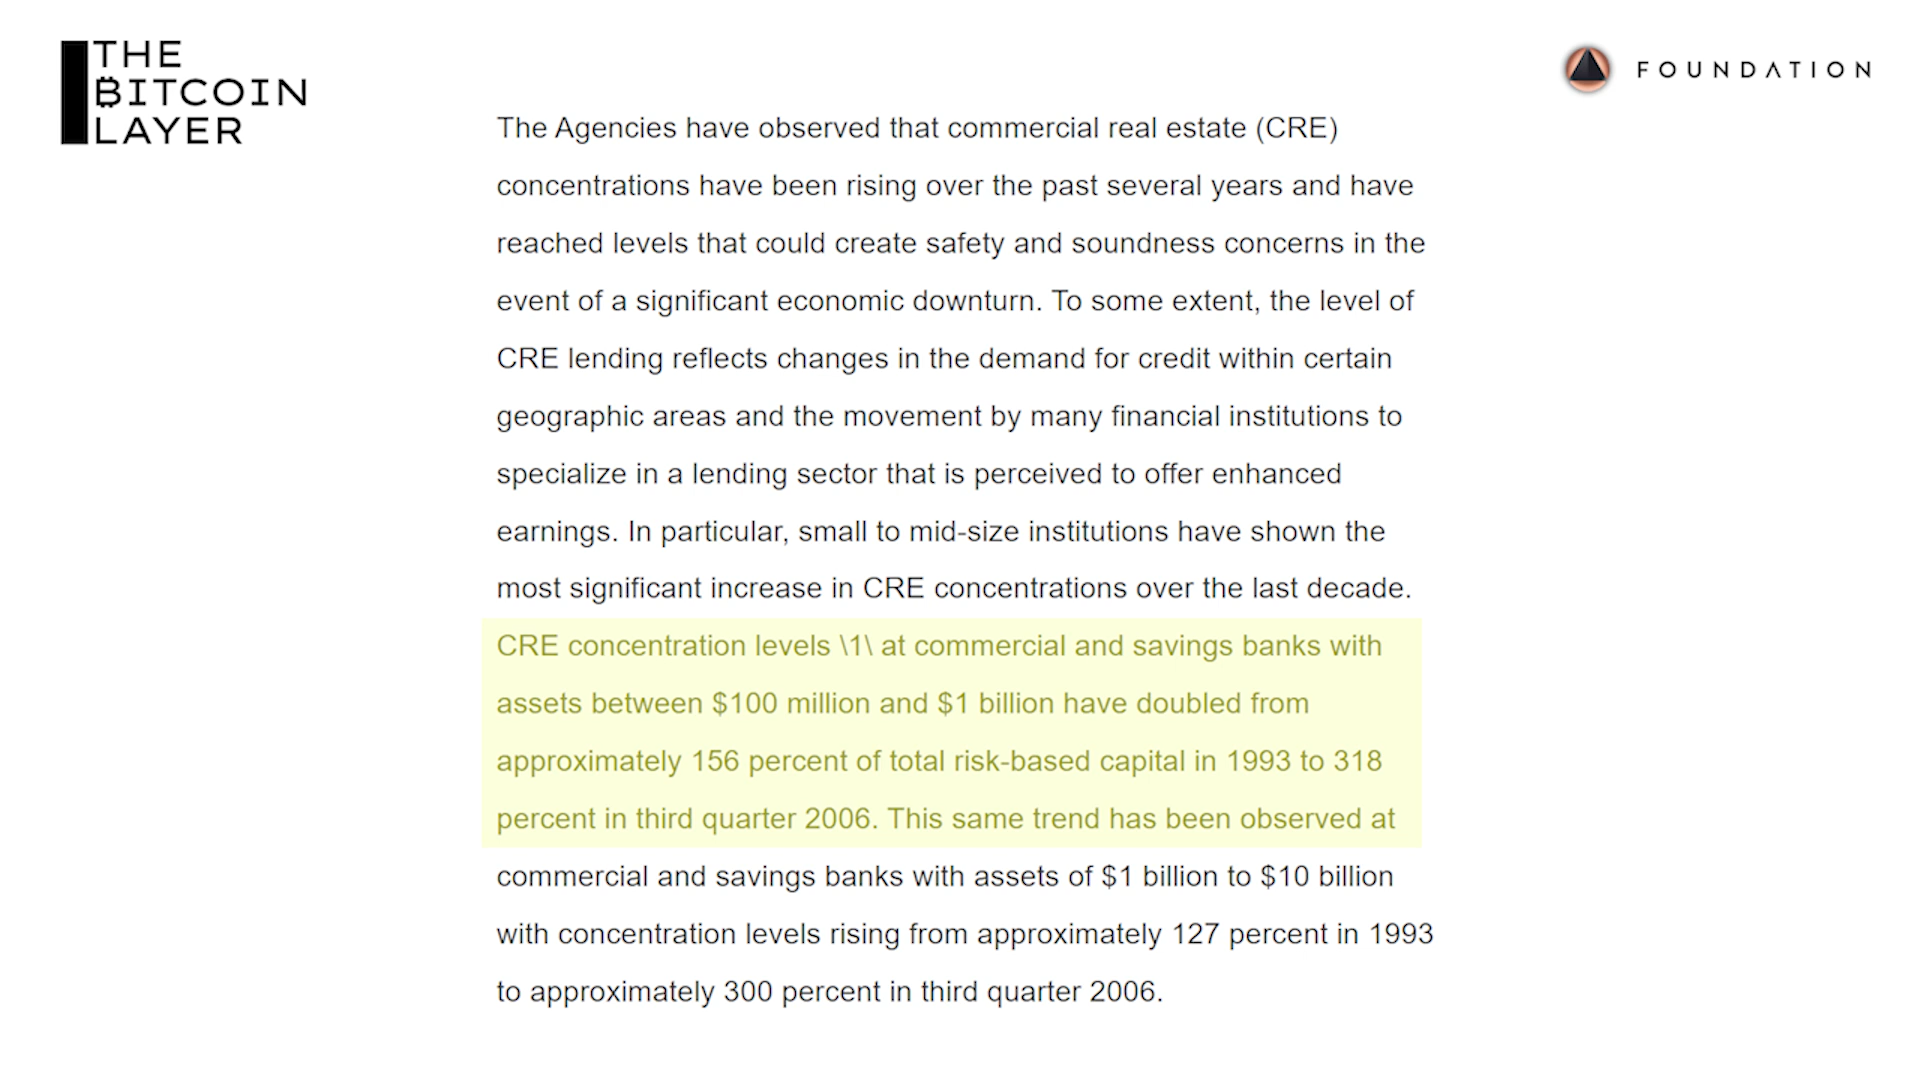 THE
BITCOIN
LAYER
FOUNDATION
The Agencies have observed that commercial real estate (CRE)
concentrations have been rising over the past several years and have
reached levels that could create safety and soundness concerns in the
event of a significant economic downturn. To some extent, the level of
CRE lending reflects changes in the demand for credit within certain
geographic areas and the movement by many financial institutions to
specialize in a lending sector that is perceived to offer enhanced
earnings. In particular, small to mid-size institutions have shown the
most significant increase in CRE concentrations over the last decade.
CRE concentration levels \1\ at commercial and savings banks with
assets between $100 million and $1 billion have doubled from
approximately 156 percent of total risk-based capital in 1993 to 318
percent in third quarter 2006. This same trend has been observed at
commercial and savings banks with assets of $1 billion to $10 billion
with concentration levels rising from approximately 127 percent in 1993
to approximately 300 percent in third quarter 2006.